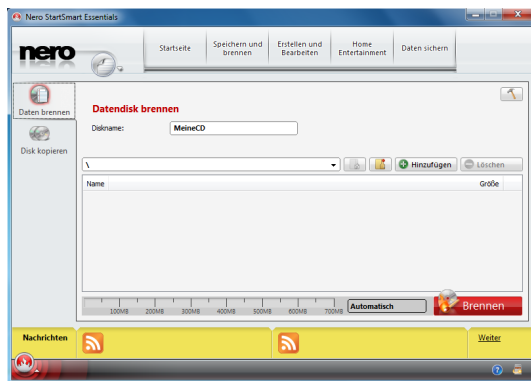 Nero StartSmart Essentials
nero
Startseite
Speichern und
brennen
Erstellen und
Bearbeiten
Home
Entertainment
Daten sichern
Daten brennen
Disk kopieren
Datendisk brennen
Diskname:
MeineCD
\
Hinzufügen
Löschen
Name
Größe
100MB
200MB
300MB
400MB
500MB
600MB
700MB
Automatisch
Brennen
Nachrichten
Weiter